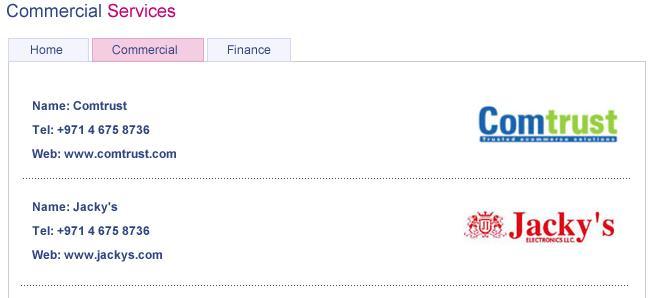 Commercial Services
Home Commercial Finance
Name: Comtrust
Tel: +971 4 675 8736
Web: www.comtrust.com
Comtrust
Trusted ecommerce solutions
Name: Jacky's
Tel: +971 4 675 8736
Web: www.jackys.com
Jacky's
ELECTRONICS LLC.